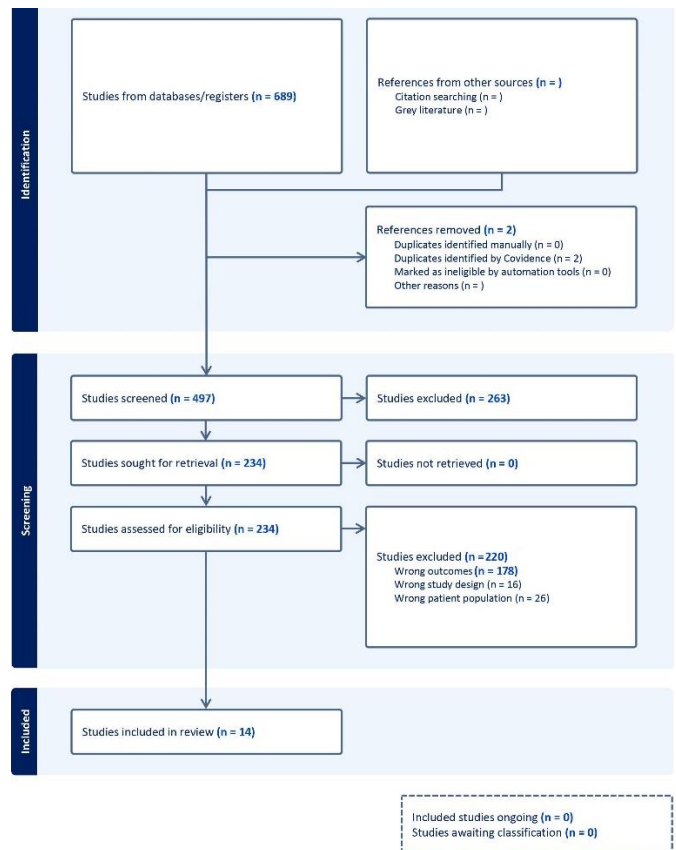 Identification
Studies from databases/registers (n = 689)
References from other sources (n = )
Citation searching (n = )
Grey literature (n = )
References removed (n = 2)
Duplicates identified manually (n = 0)
Duplicates identified by Covidence (n = 2)
Marked as ineligible by automation tools (n = 0)
Other reasons (n = )
Screening
Studies screened (n = 497)
Studies excluded (n = 263)
Studies sought for retrieval (n = 234)
Studies not retrieved (n = 0)
Studies assessed for eligibility (n = 234)
Studies excluded (n =220)
Wrong outcomes (n = 178)
Wrong study design (n = 16)
Wrong patient population (n = 26)
Included
Studies included in review (n = 14)
Included studies ongoing (n = 0)
Studies awaiting classification (n = 0)